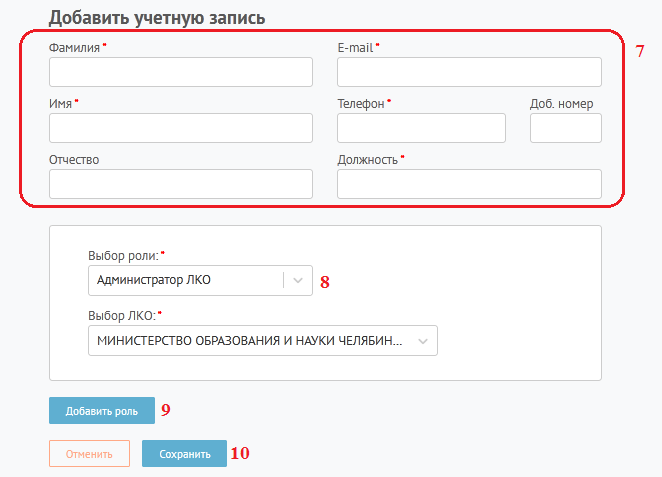 Добавить учетную запись
Фамилия * E-mail * 7
Имя * Телефон * Доб. номер
Отчество Должность *
Выбор роли: *
Администратор ЛКО 8
Выбор ЛКО: *
МИНИСТЕРСТВО ОБРАЗОВАНИЯ И НАУКИ ЧЕЛЯБИН...
Добавить роль 9
Отменить Сохранить 10